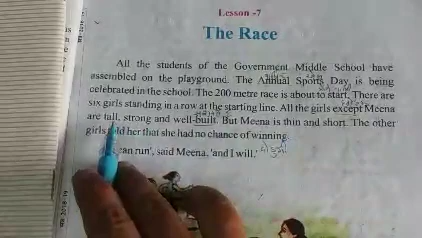 Lesson -7
The Race
All the students of the Government Middle School have
assembled on the playground. The Annual Sports Day is being
celebrated in the school. The 200 metre race is about to start. There are
six girls standing in a row at the starting line. All the girls except Meena
are tall, strong and well-built. But Meena is thin and short. The other
girls told her that she had no chance of winning.
can run', said Meena, 'and I will.'